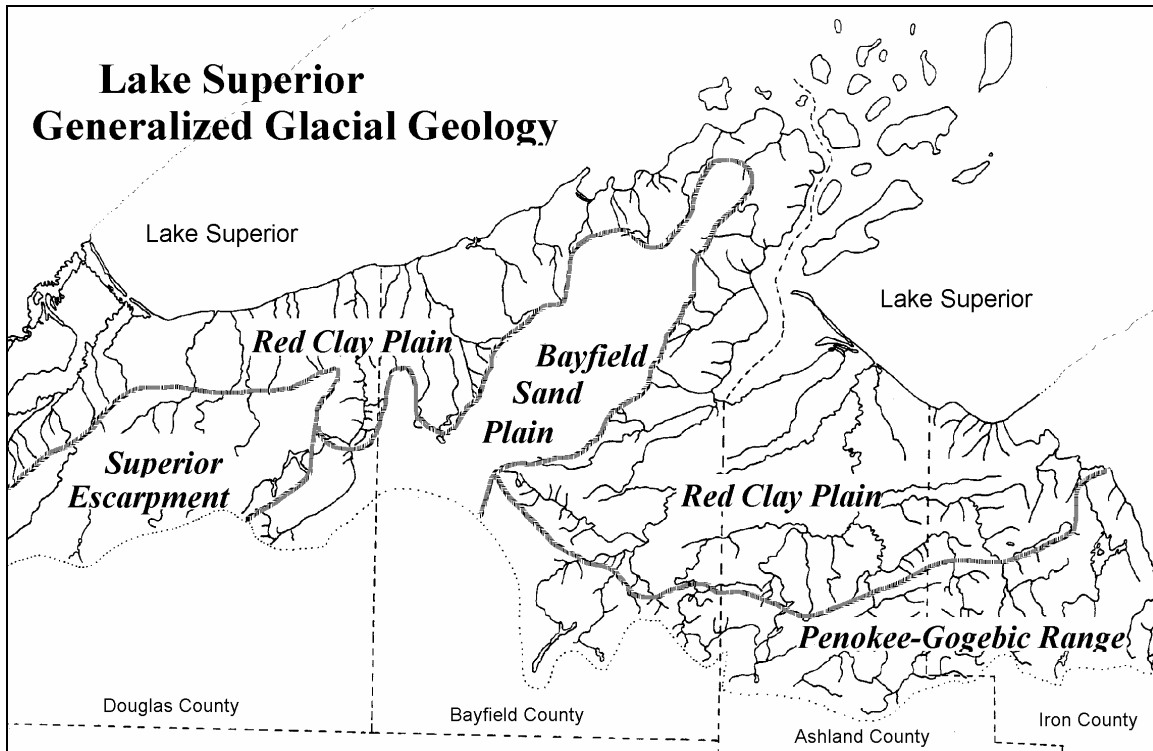 Lake Superior
Generalized Glacial Geology
Lake Superior
Lake Superior
Red Clay Plain
Bayfield
Sand
Plain
Superior
Escarpment
Red Clay Plain
Penokee-Gogebic Range
Douglas County
Bayfield County
Ashland County
Iron County